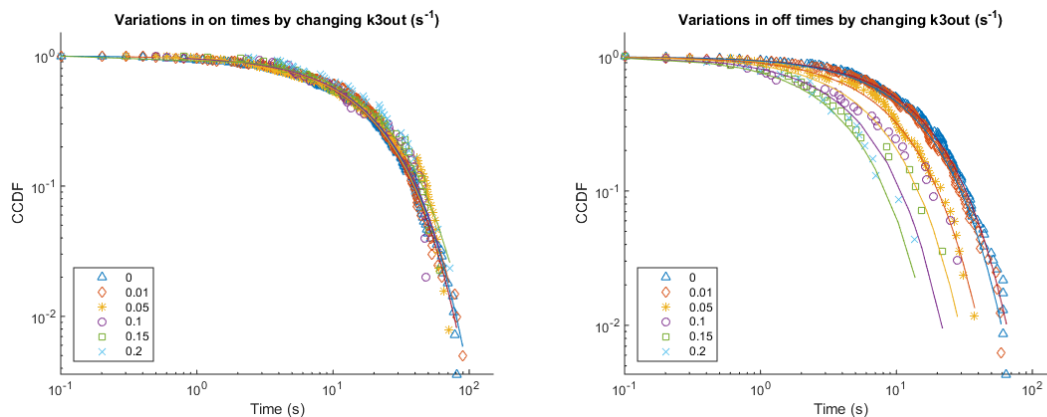 Variations in on times by changing k3out (s⁻¹)
10⁰
10⁻¹
10⁻²
CCDF
0
0.01
0.05
0.1
0.15
0.2
10⁻¹ 10⁰ 10¹ 10²
Time (s)
Variations in off times by changing k3out (s⁻¹)
10⁰
10⁻¹
10⁻²
CCDF
0
0.01
0.05
0.1
0.15
0.2
10⁻¹ 10⁰ 10¹ 10²
Time (s)